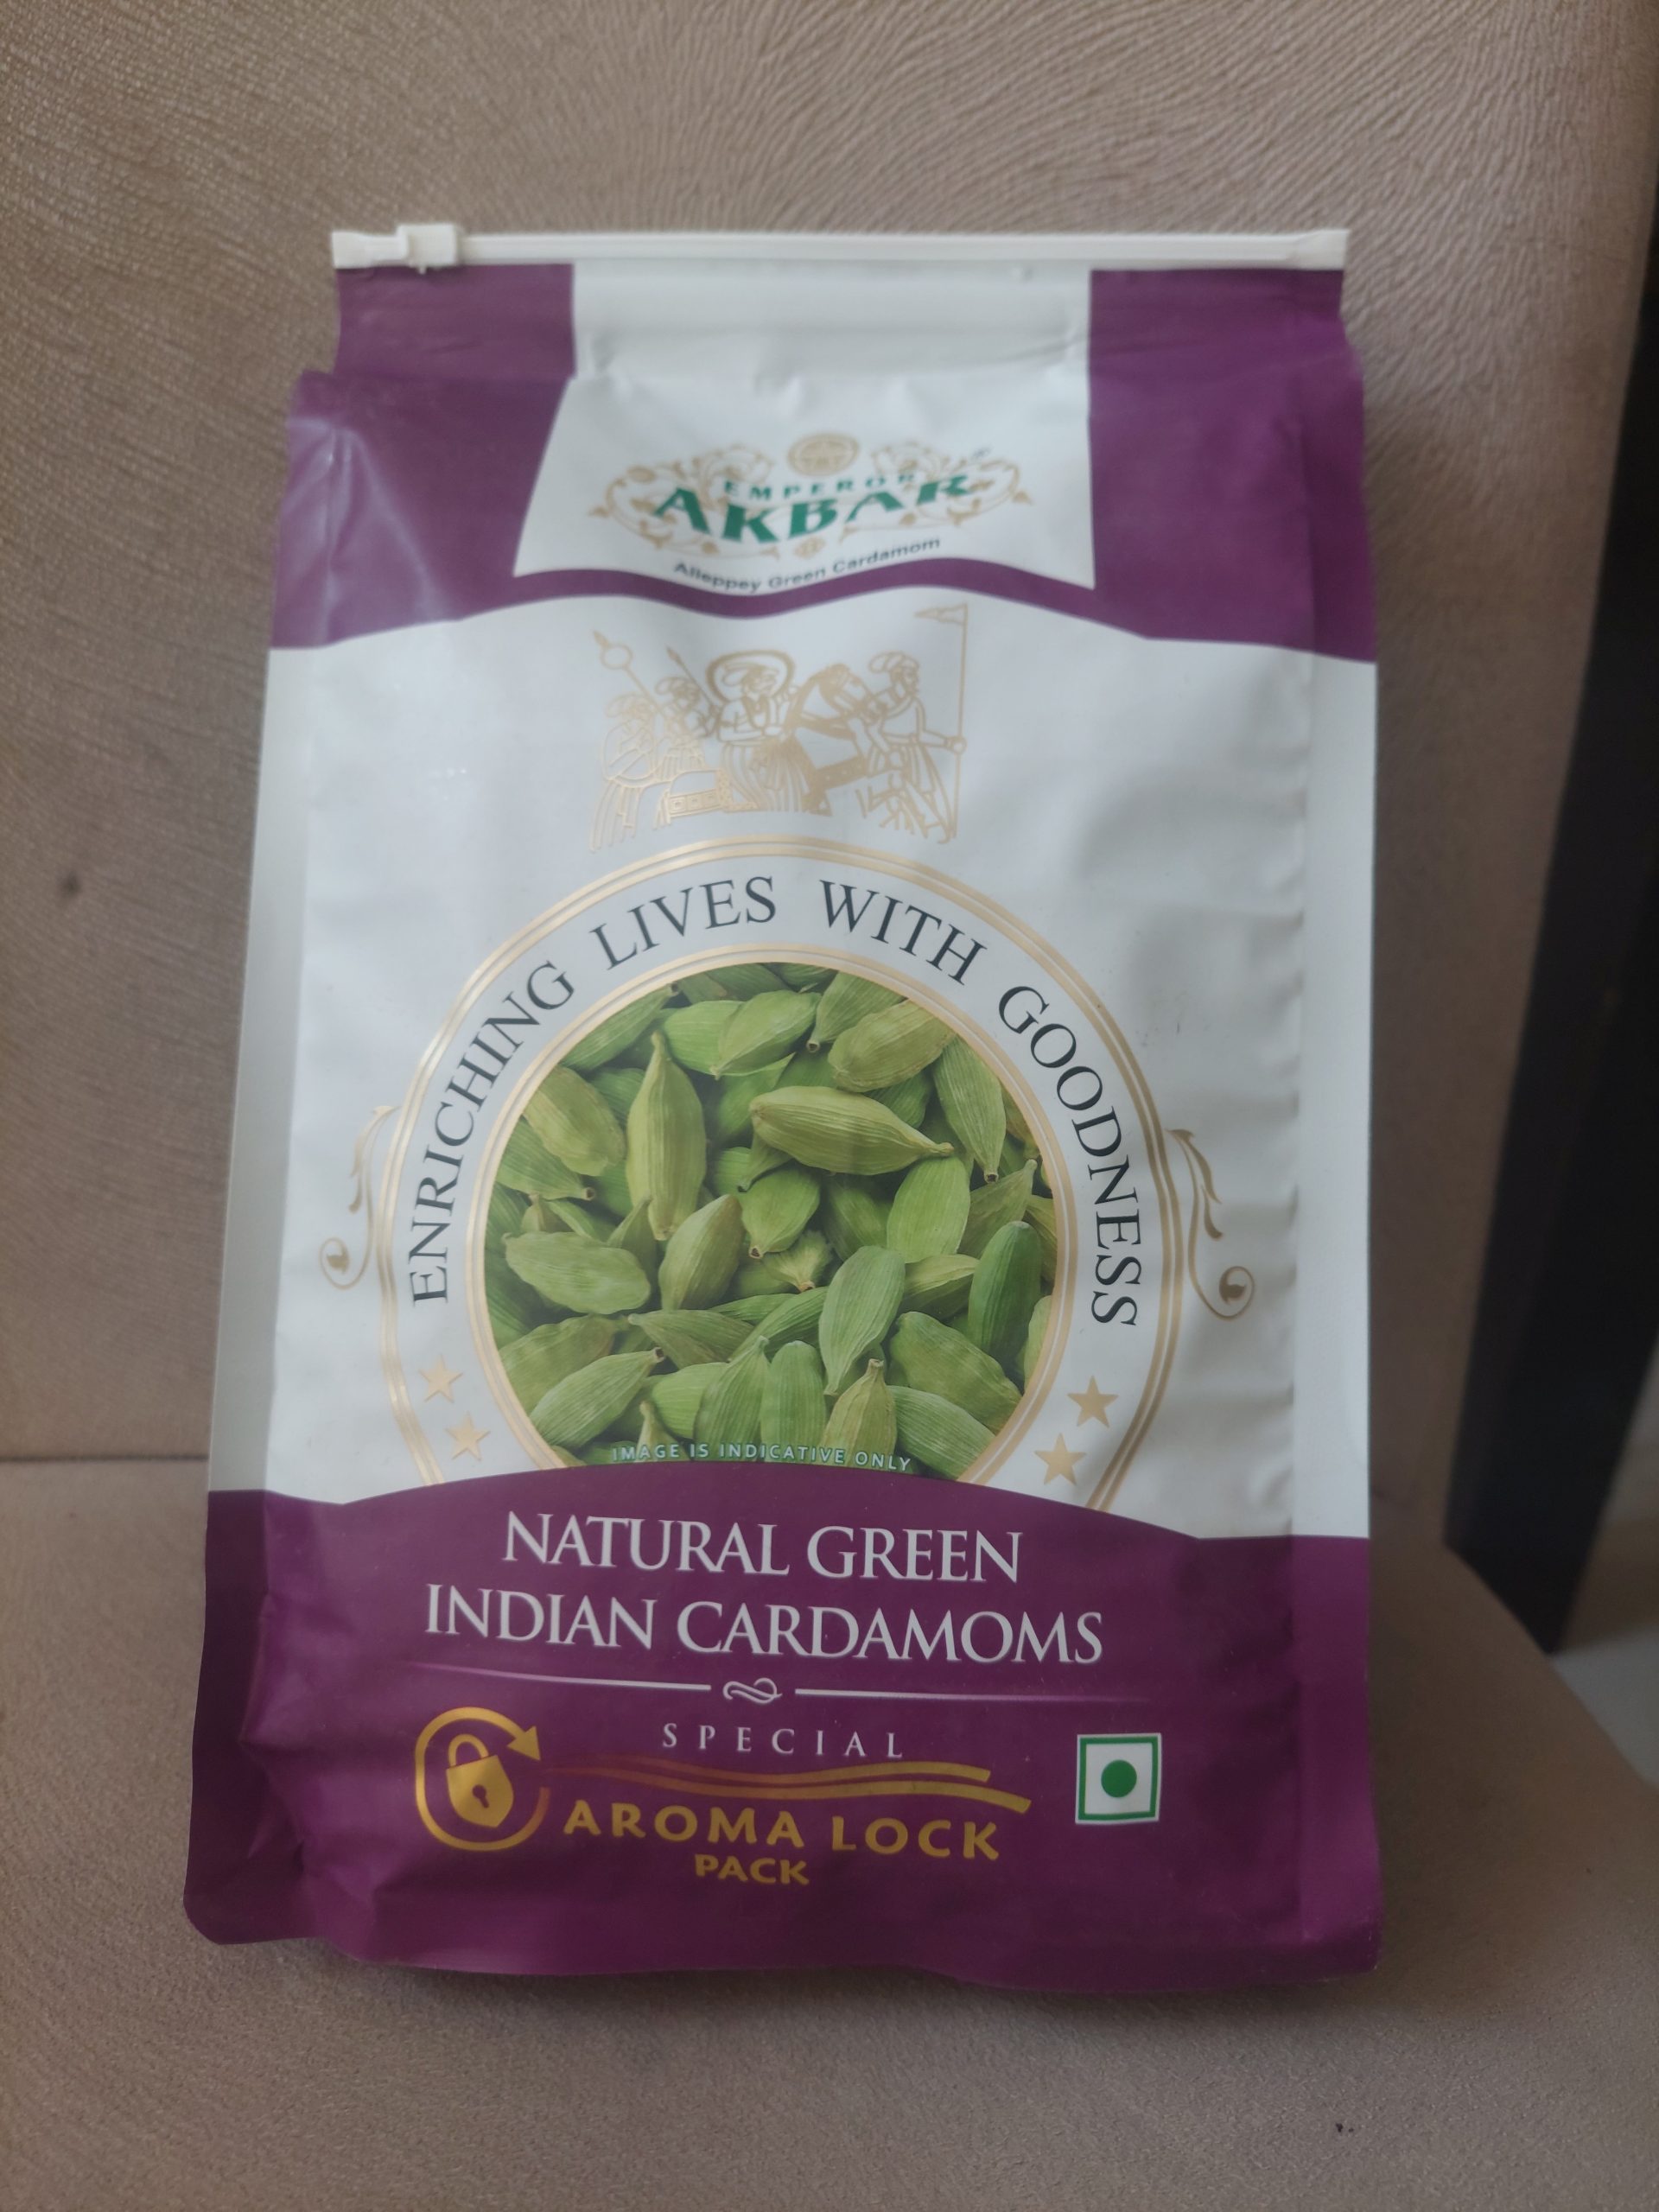 EMPEROR
AKBAR
Alleppey Green Cardamom
ENRICHING LIVES WITH GOODNESS
IMAGE IS INDICATIVE ONLY
NATURAL GREEN
INDIAN CARDAMOMS
SPECIAL
AROMA LOCK
PACK